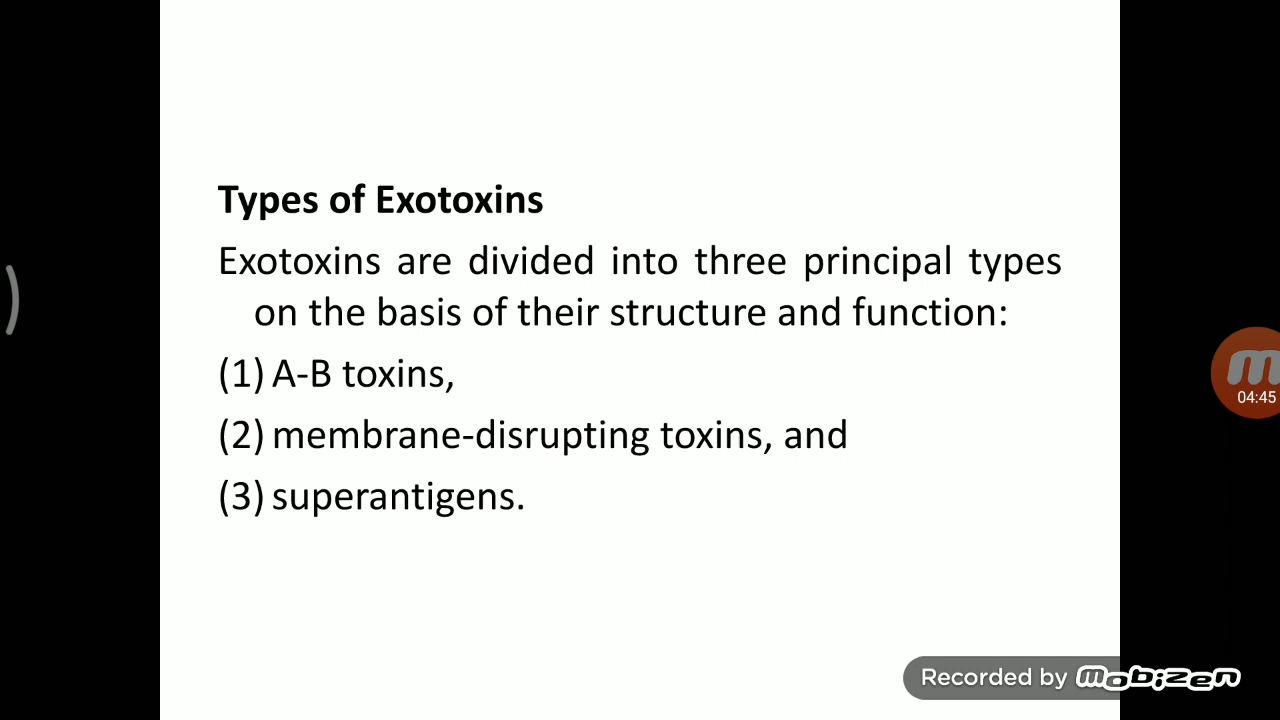 Types of Exotoxins
Exotoxins are divided into three principal types
on the basis of their structure and function:
(1) A-B toxins,
(2) membrane-disrupting toxins, and
(3) superantigens.
04:45
Recorded by mobizen